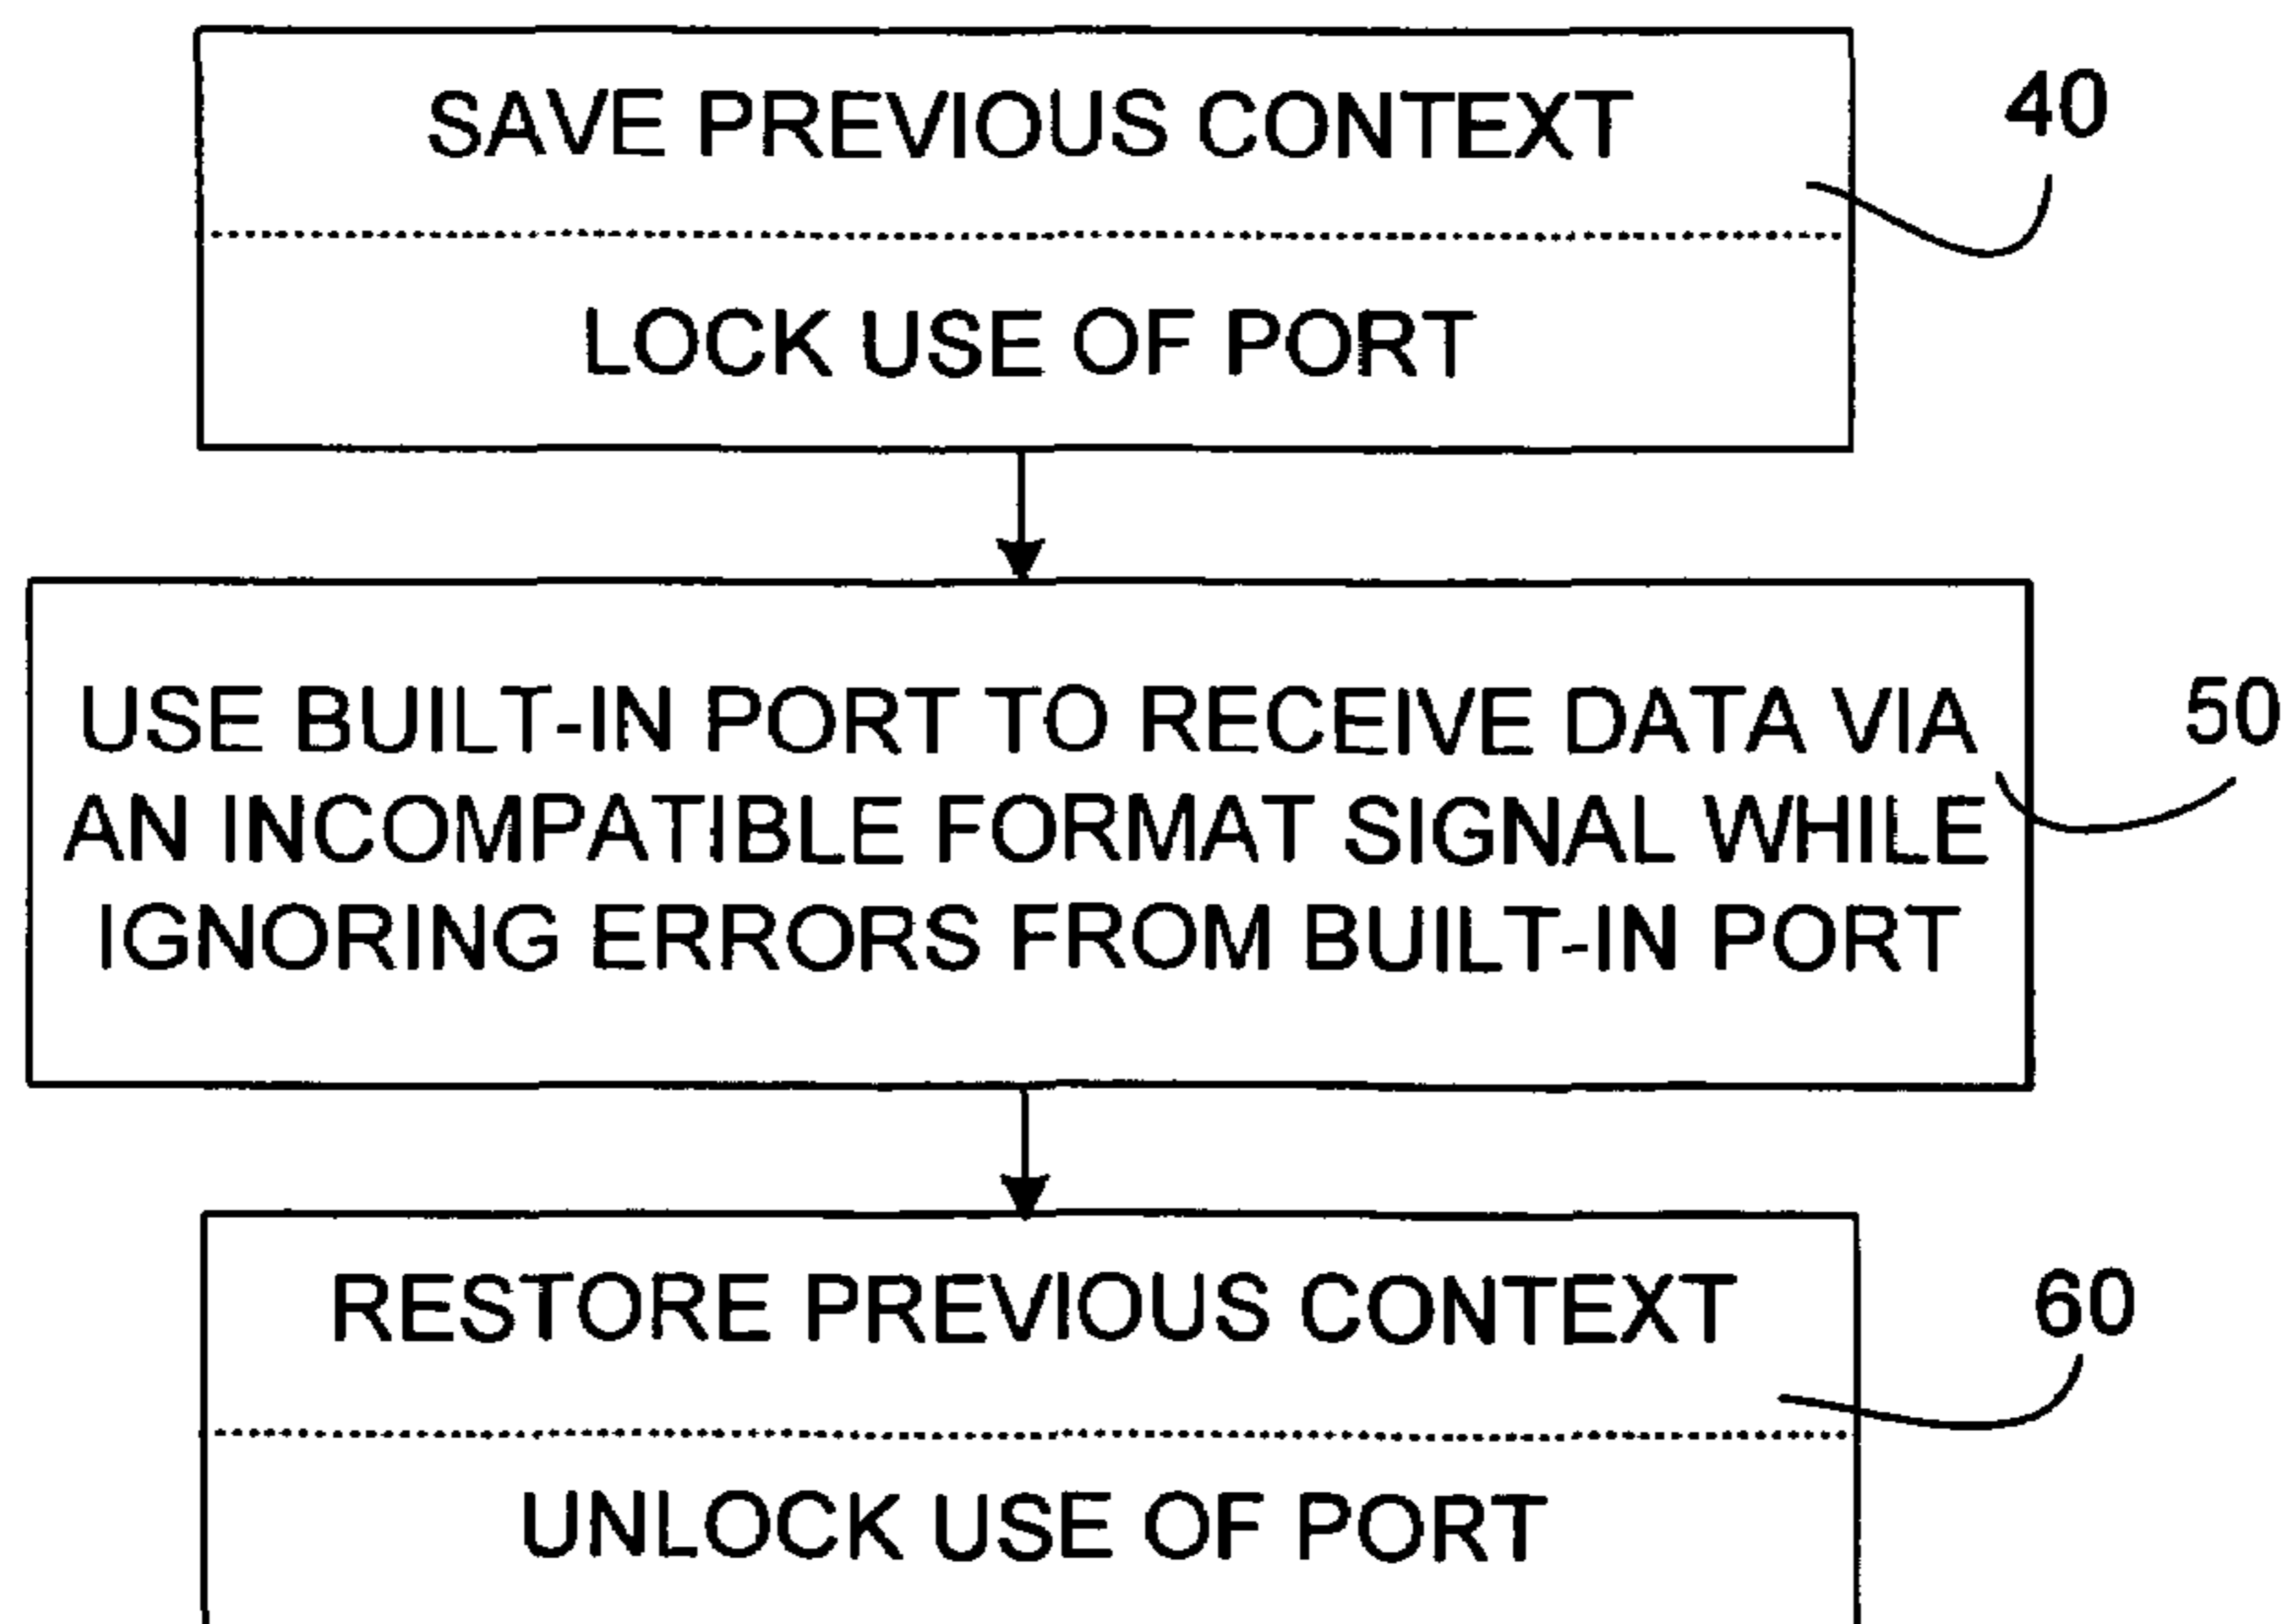 SAVE PREVIOUS CONTEXT
40
LOCK USE OF PORT
USE BUILT-IN PORT TO RECEIVE DATA VIA
50
AN INCOMPATIBLE FORMAT SIGNAL WHILE
IGNORING ERRORS FROM BUILT-IN PORT
RESTORE PREVIOUS CONTEXT
60
UNLOCK USE OF PORT